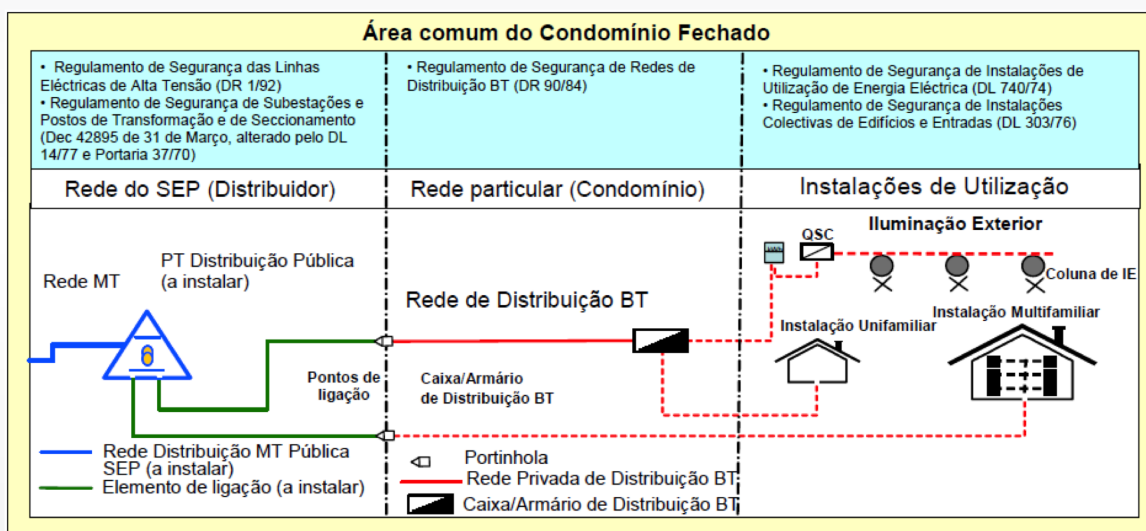 Área comum do Condomínio Fechado
• Regulamento de Segurança das Linhas
Eléctricas de Alta Tensão (DR 1/92)
• Regulamento de Segurança de Subestações e
Postos de Transformação e de Seccionamento
(Dec 42895 de 31 de Março, alterado pelo DL
14/77 e Portaria 37/70)
• Regulamento de Segurança de Redes de
Distribuição BT (DR 90/84)
• Regulamento de Segurança de Instalações de
Utilização de Energia Eléctrica (DL 740/74)
• Regulamento de Segurança de Instalações
Colectivas de Edifícios e Entradas (DL 303/76)
Rede do SEP (Distribuidor)
Rede particular (Condomínio)
Instalações de Utilização
Rede MT
PT Distribuição Pública
(a instalar)
Pontos de
ligação
Rede Distribuição MT Pública
SEP (a instalar)
Elemento de ligação (a instalar)
Rede de Distribuição BT
Caixa/Armário
de Distribuição BT
Portinhola
Rede Privada de Distribuição BT
Caixa/Armário de Distribuição BT
Iluminação Exterior
QSC
Coluna de IE
Instalação Unifamiliar
Instalação Multifamiliar